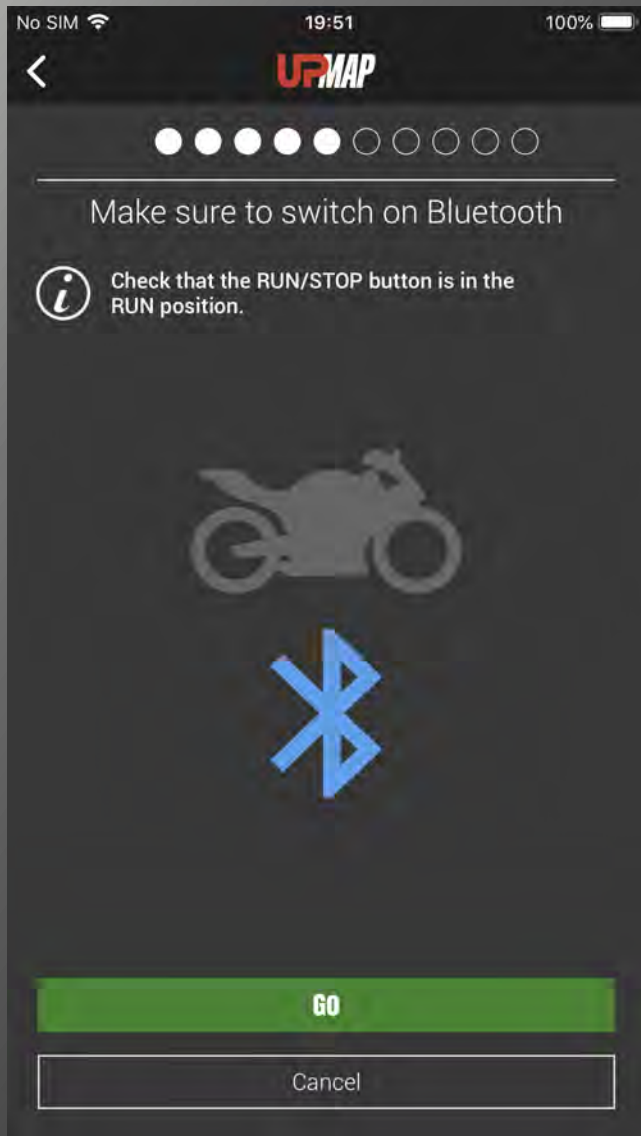 No SIM 19:51 100%
UPMAP
Make sure to switch on Bluetooth
i Check that the RUN/STOP button is in the
RUN position.
GO
Cancel